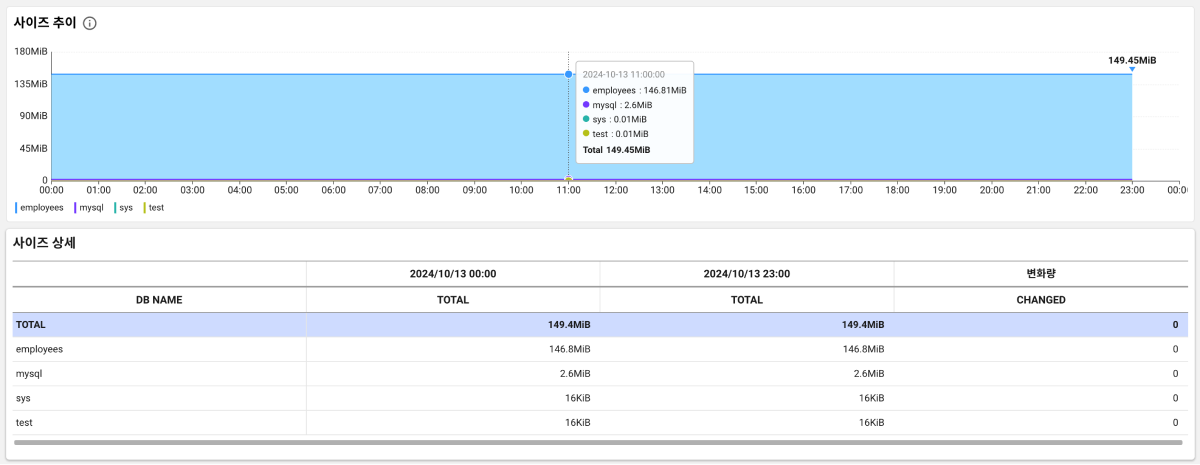 사이즈 추이
180MiB
135MiB
90MiB
45MiB
0
149.45MiB
2024-10-13 11:00:00
employees : 146.81MiB
mysql : 2.6MiB
sys : 0.01MiB
test : 0.01MiB
Total 149.45MiB
00:00 01:00 02:00 03:00 04:00 05:00 06:00 07:00 08:00 09:00 10:00 11:00 12:00 13:00 14:00 15:00 16:00 17:00 18:00 19:00 20:00 21:00 22:00 23:00 00:0
employees mysql sys test
사이즈 상세
2024/10/13 00:00 2024/10/13 23:00 변화량
DB NAME TOTAL TOTAL CHANGED
TOTAL 149.4MiB 149.4MiB 0
employees 146.8MiB 146.8MiB 0
mysql 2.6MiB 2.6MiB 0
sys 16KiB 16KiB 0
test 16KiB 16KiB 0